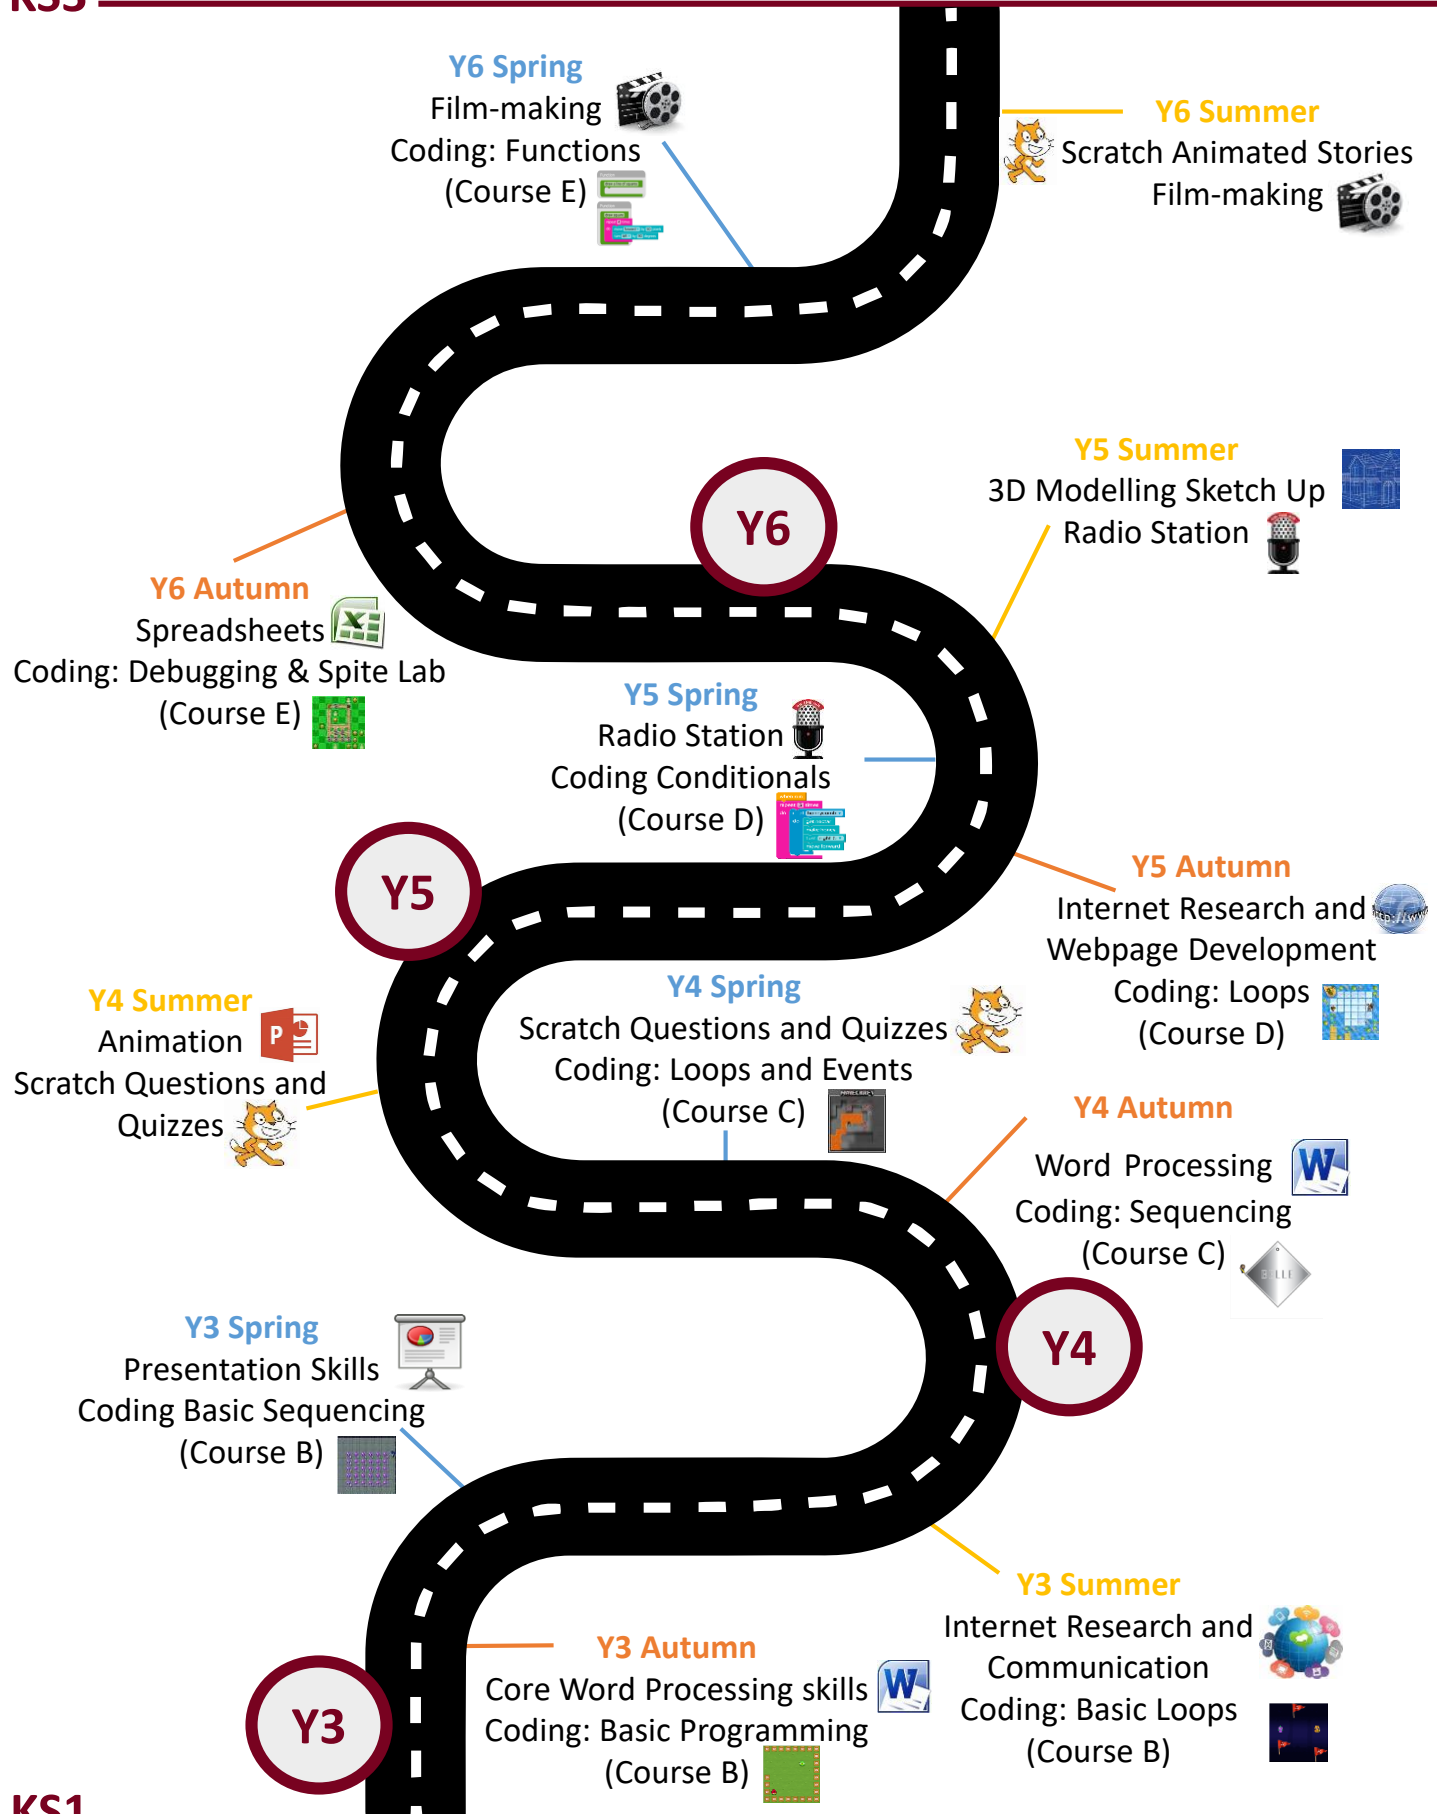 KS3
Y6 Spring
Film-making
Coding: Functions
(Course E)
Y6 Summer
Scratch Animated Stories
Film-making
Y5 Summer
3D Modelling Sketch Up
Radio Station
Y6
Y6 Autumn
Spreadsheets
Coding: Debugging & Spite Lab
(Course E)
Y5 Spring
Radio Station
Coding Conditionals
(Course D)
Y5
Y5 Autumn
Internet Research and
Webpage Development
Coding: Loops
(Course D)
Y4 Summer
Animation
Scratch Questions and
Quizzes
Y4 Spring
Scratch Questions and Quizzes
Coding: Loops and Events
(Course C)
Y4 Autumn
Word Processing
Coding: Sequencing
(Course C)
Y3 Spring
Presentation Skills
Coding Basic Sequencing
(Course B)
Y4
Y3 Summer
Internet Research and
Communication
Coding: Basic Loops
(Course B)
Y3 Autumn
Core Word Processing skills
Coding: Basic Programming
(Course B)
Y3
KS1